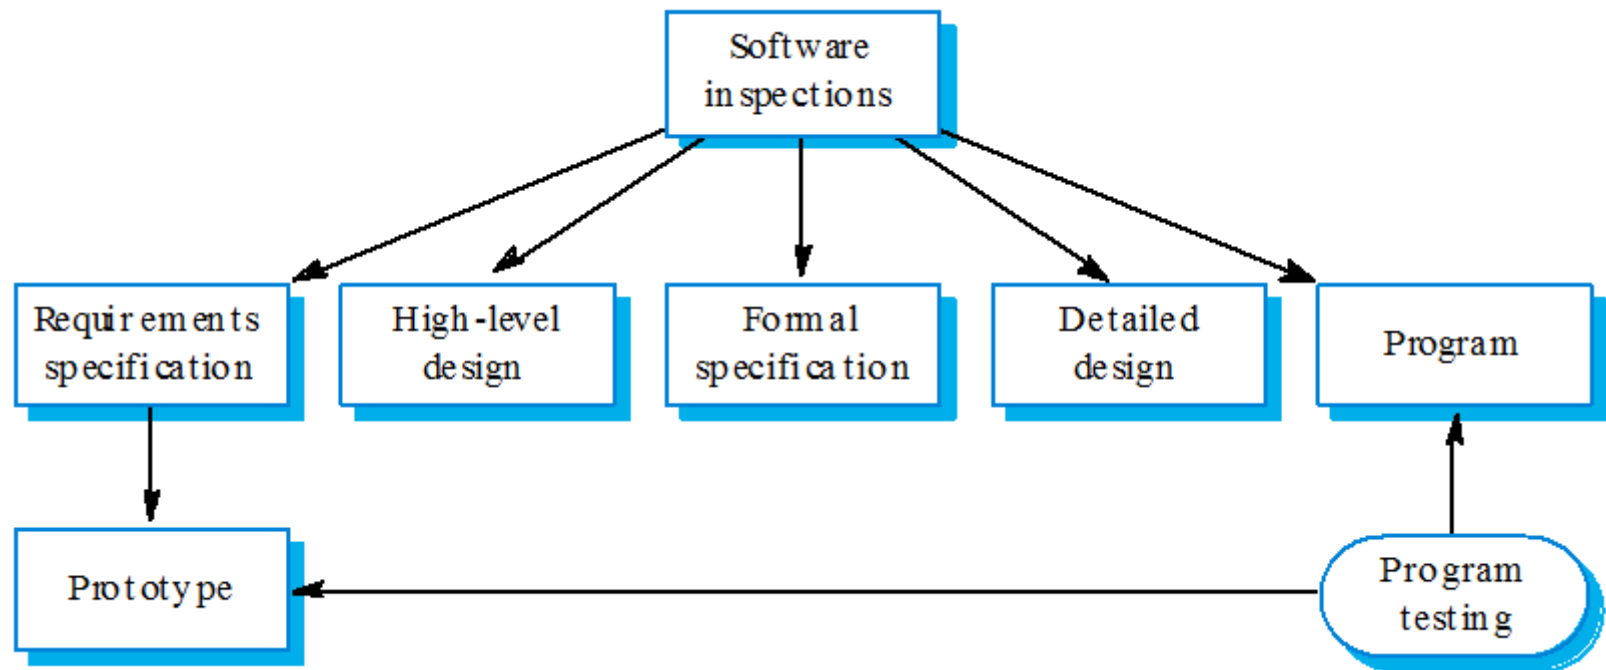 Software
inspections
Requirements
specification
High-level
design
Formal
specification
Detailed
design
Program
Prototype
Program
testing